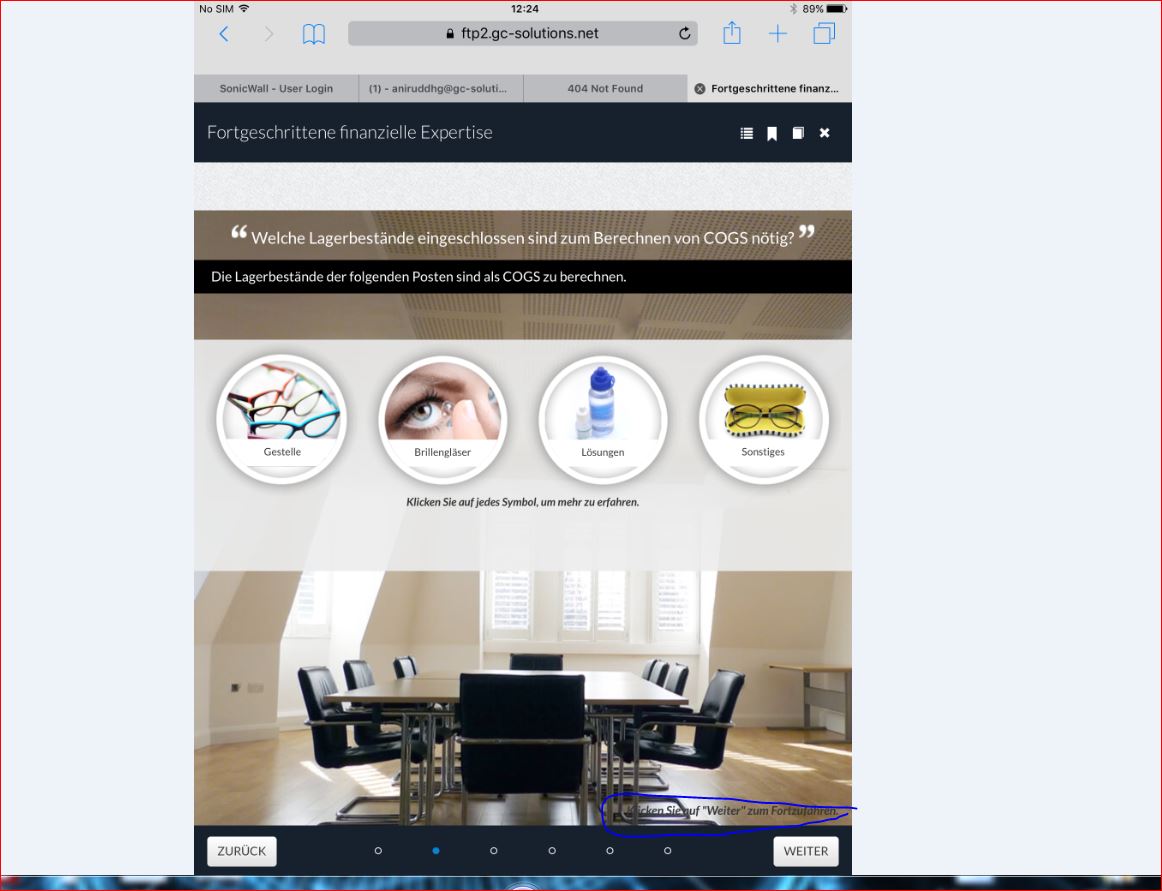 No SIM 12:24 89%
ftp2.gc-solutions.net
SonicWall - User Login (1) - aniruddhg@gc-soluti... 404 Not Found Fortgeschrittene finanz...
Fortgeschrittene finanzielle Expertise
“ Welche Lagerbestände eingeschlossen sind zum Berechnen von COGS nötig? ”
Die Lagerbestände der folgenden Posten sind als COGS zu berechnen.
Gestelle Brillengläser Lösungen Sonstiges
Klicken Sie auf jedes Symbol, um mehr zu erfahren.
Klicken Sie auf "Weiter" zum Fortzufahren.
ZURÜCK WEITER